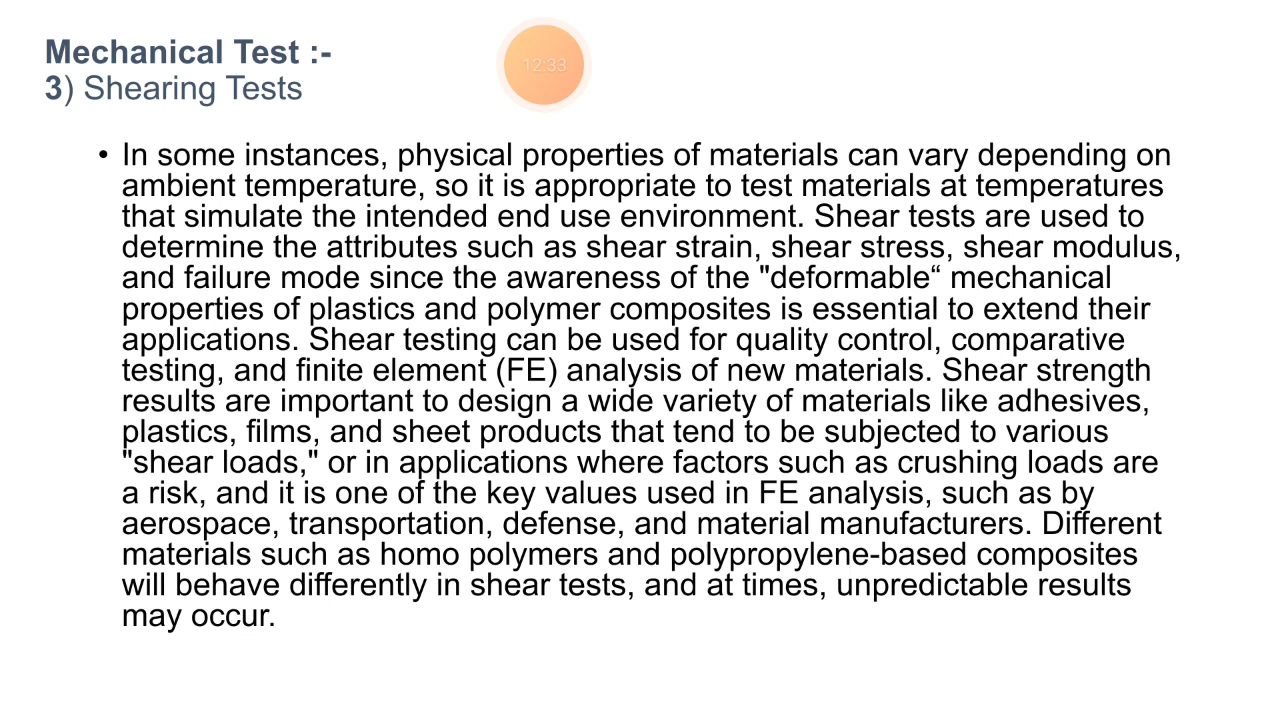 Mechanical Test :-
12:33
3) Shearing Tests
• In some instances, physical properties of materials can vary depending on
ambient temperature, so it is appropriate to test materials at temperatures
that simulate the intended end use environment. Shear tests are used to
determine the attributes such as shear strain, shear stress, shear modulus,
and failure mode since the awareness of the "deformable“ mechanical
properties of plastics and polymer composites is essential to extend their
applications. Shear testing can be used for quality control, comparative
testing, and finite element (FE) analysis of new materials. Shear strength
results are important to design a wide variety of materials like adhesives,
plastics, films, and sheet products that tend to be subjected to various
"shear loads," or in applications where factors such as crushing loads are
a risk, and it is one of the key values used in FE analysis, such as by
aerospace, transportation, defense, and material manufacturers. Different
materials such as homo polymers and polypropylene-based composites
will behave differently in shear tests, and at times, unpredictable results
may occur.